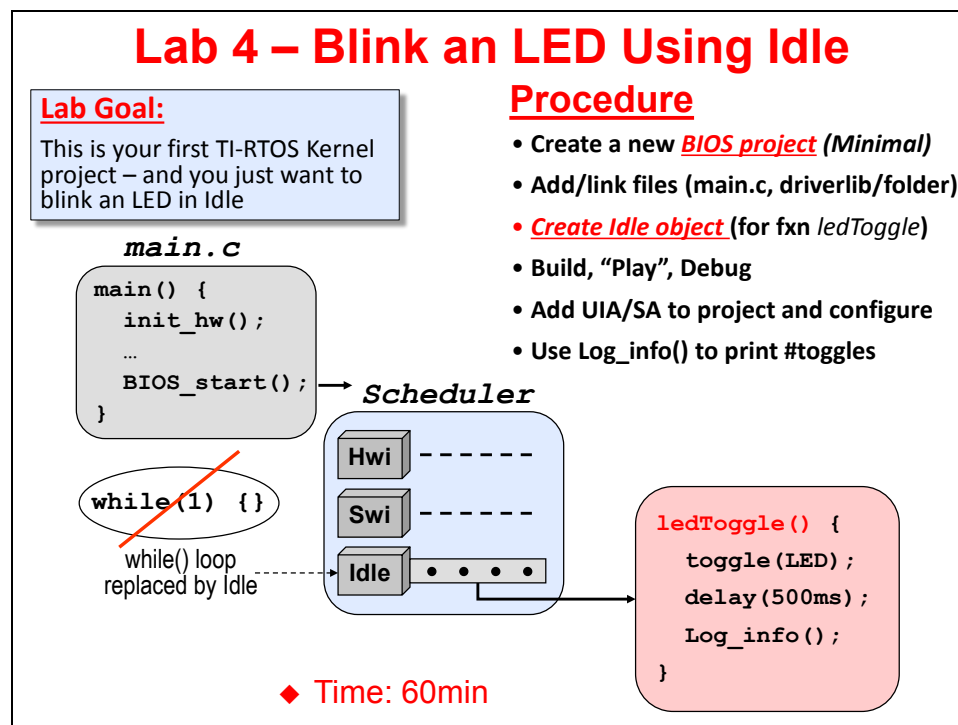 Lab 4 – Blink an LED Using Idle
Lab Goal:
This is your first TI-RTOS Kernel
project – and you just want to
blink an LED in Idle
Procedure
• Create a new BIOS project (Minimal)
• Add/link files (main.c, driverlib/folder)
• Create Idle object (for fxn ledToggle)
• Build, “Play”, Debug
• Add UIA/SA to project and configure
• Use Log_info() to print #toggles
main.c
main() {
init_hw();
…
BIOS_start();
}
while(1) {}
while() loop
replaced by Idle
Scheduler
Hwi
Swi
Idle
ledToggle() {
toggle(LED);
delay(500ms);
Log_info();
}
◆ Time: 60min